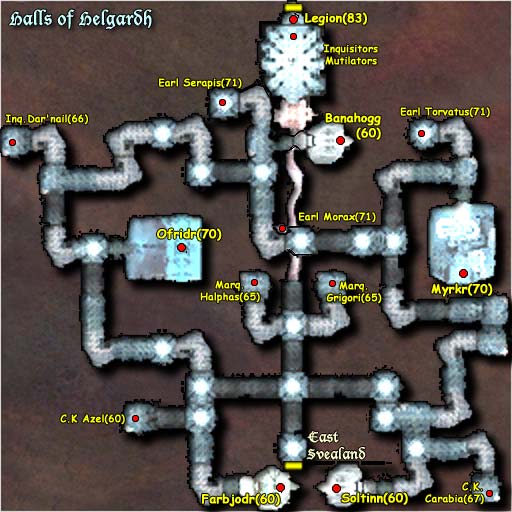 Halls of Helgardh
Legion(83)
Inquisitors
Mutilators
Earl Serapis(71)
Banahogg
(60)
Earl Torvatus(71)
Inq.Dar'nail(66)
Earl Morax(71)
Ofridr(70)
Myrkr(70)
Marq.
Halphas(65)
Marq.
Grigori(65)
C.K Azel(60)
East
Svealand
Farbjodr(60)
Soltinn(60)
C.K.
Carabia(67)